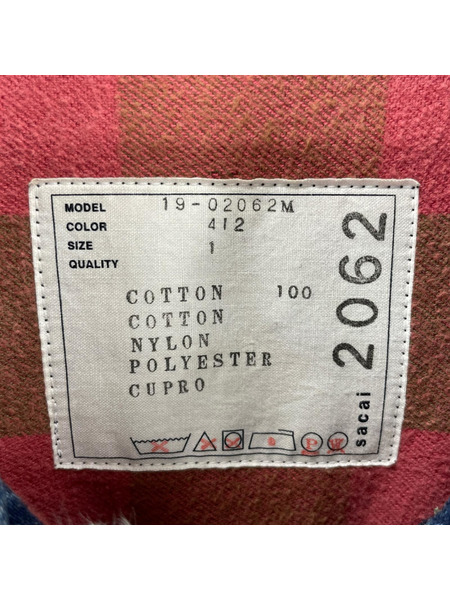 MODEL 19-02062M
COLOR 412
SIZE 1
QUALITY
COTTON 100
COTTON
NYLON
POLYESTER
CUPRO
sacai 2062